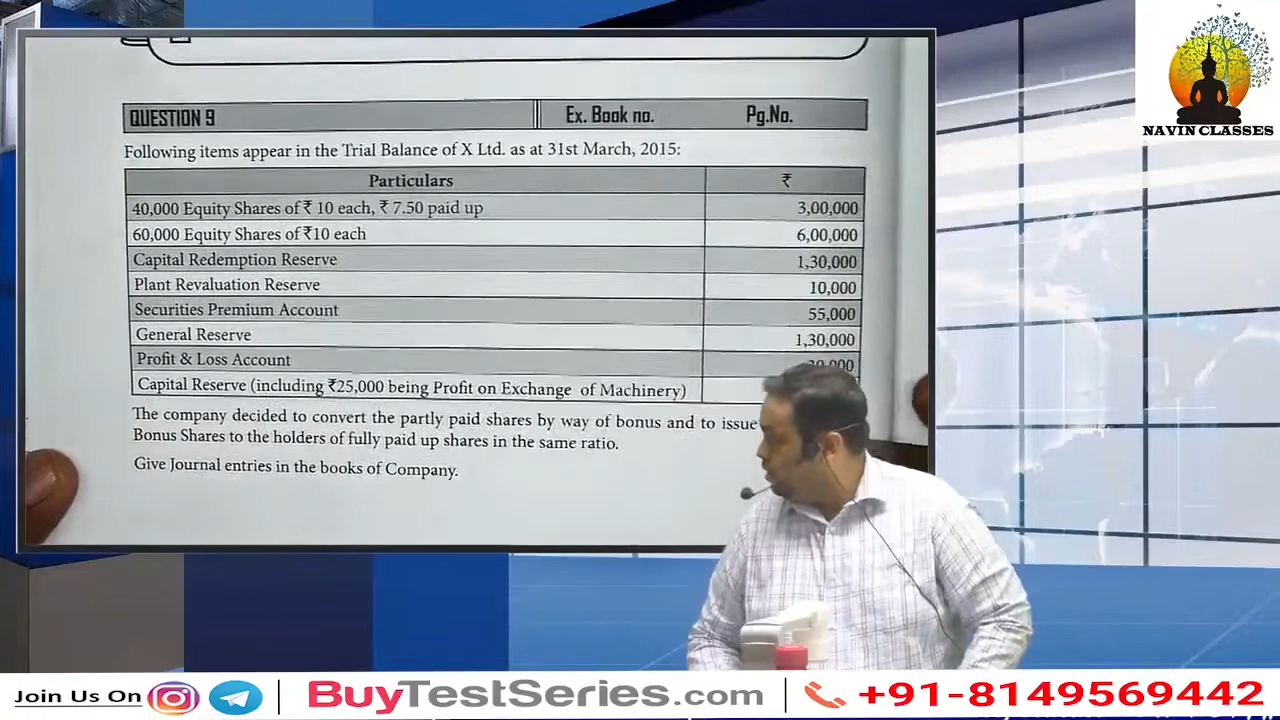 NAVIN CLASSES
QUESTION 9 Ex. Book no. Pg.No.
Following items appear in the Trial Balance of X Ltd. as at 31st March, 2015:
Particulars ₹
40,000 Equity Shares of ₹ 10 each, ₹ 7.50 paid up 3,00,000
60,000 Equity Shares of ₹10 each 6,00,000
Capital Redemption Reserve 1,30,000
Plant Revaluation Reserve 10,000
Securities Premium Account 55,000
General Reserve 1,30,000
Profit & Loss Account
Capital Reserve (including ₹25,000 being Profit on Exchange of Machinery)
The company decided to convert the partly paid shares by way of bonus and to issue
Bonus Shares to the holders of fully paid up shares in the same ratio.
Give Journal entries in the books of Company.
Join Us On BuyTestSeries.com +91-8149569442